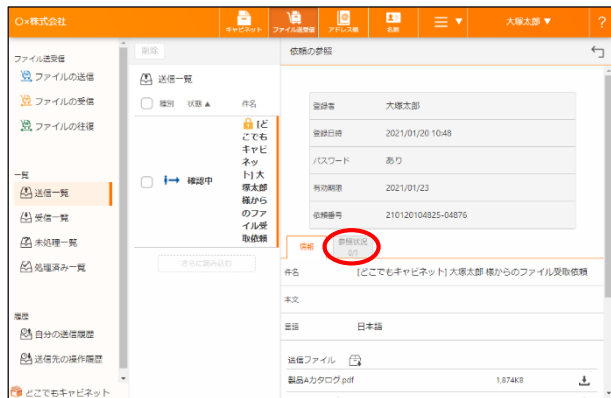 ○×株式会社
キャビネット
ファイル送受信
アドレス帳
名刺
大塚太郎 ▼
?
ファイル送受信
ファイルの送信
ファイルの受信
ファイルの往復
一覧
送信一覧
受信一覧
未処理一覧
処理済み一覧
履歴
自分の送信履歴
送信先の操作履歴
どこでもキャビネット
削除
送信一覧
種別 状態▲ 件名
確認中
[ど
こでも
キャビ
ネッ
ト] 大
塚太郎
様から
のファ
イル受
取依頼
さらに読み込む
依頼の参照
登録者 大塚太郎
登録日時 2021/01/20 10:48
パスワード あり
有効期限 2021/01/23
依頼番号 210120104825-04876
情報
参照状況
0/1
件名 [どこでもキャビネット] 大塚太郎 様からのファイル受取依頼
本文
言語 日本語
送信ファイル
製品Aカタログ.pdf 1,874KB